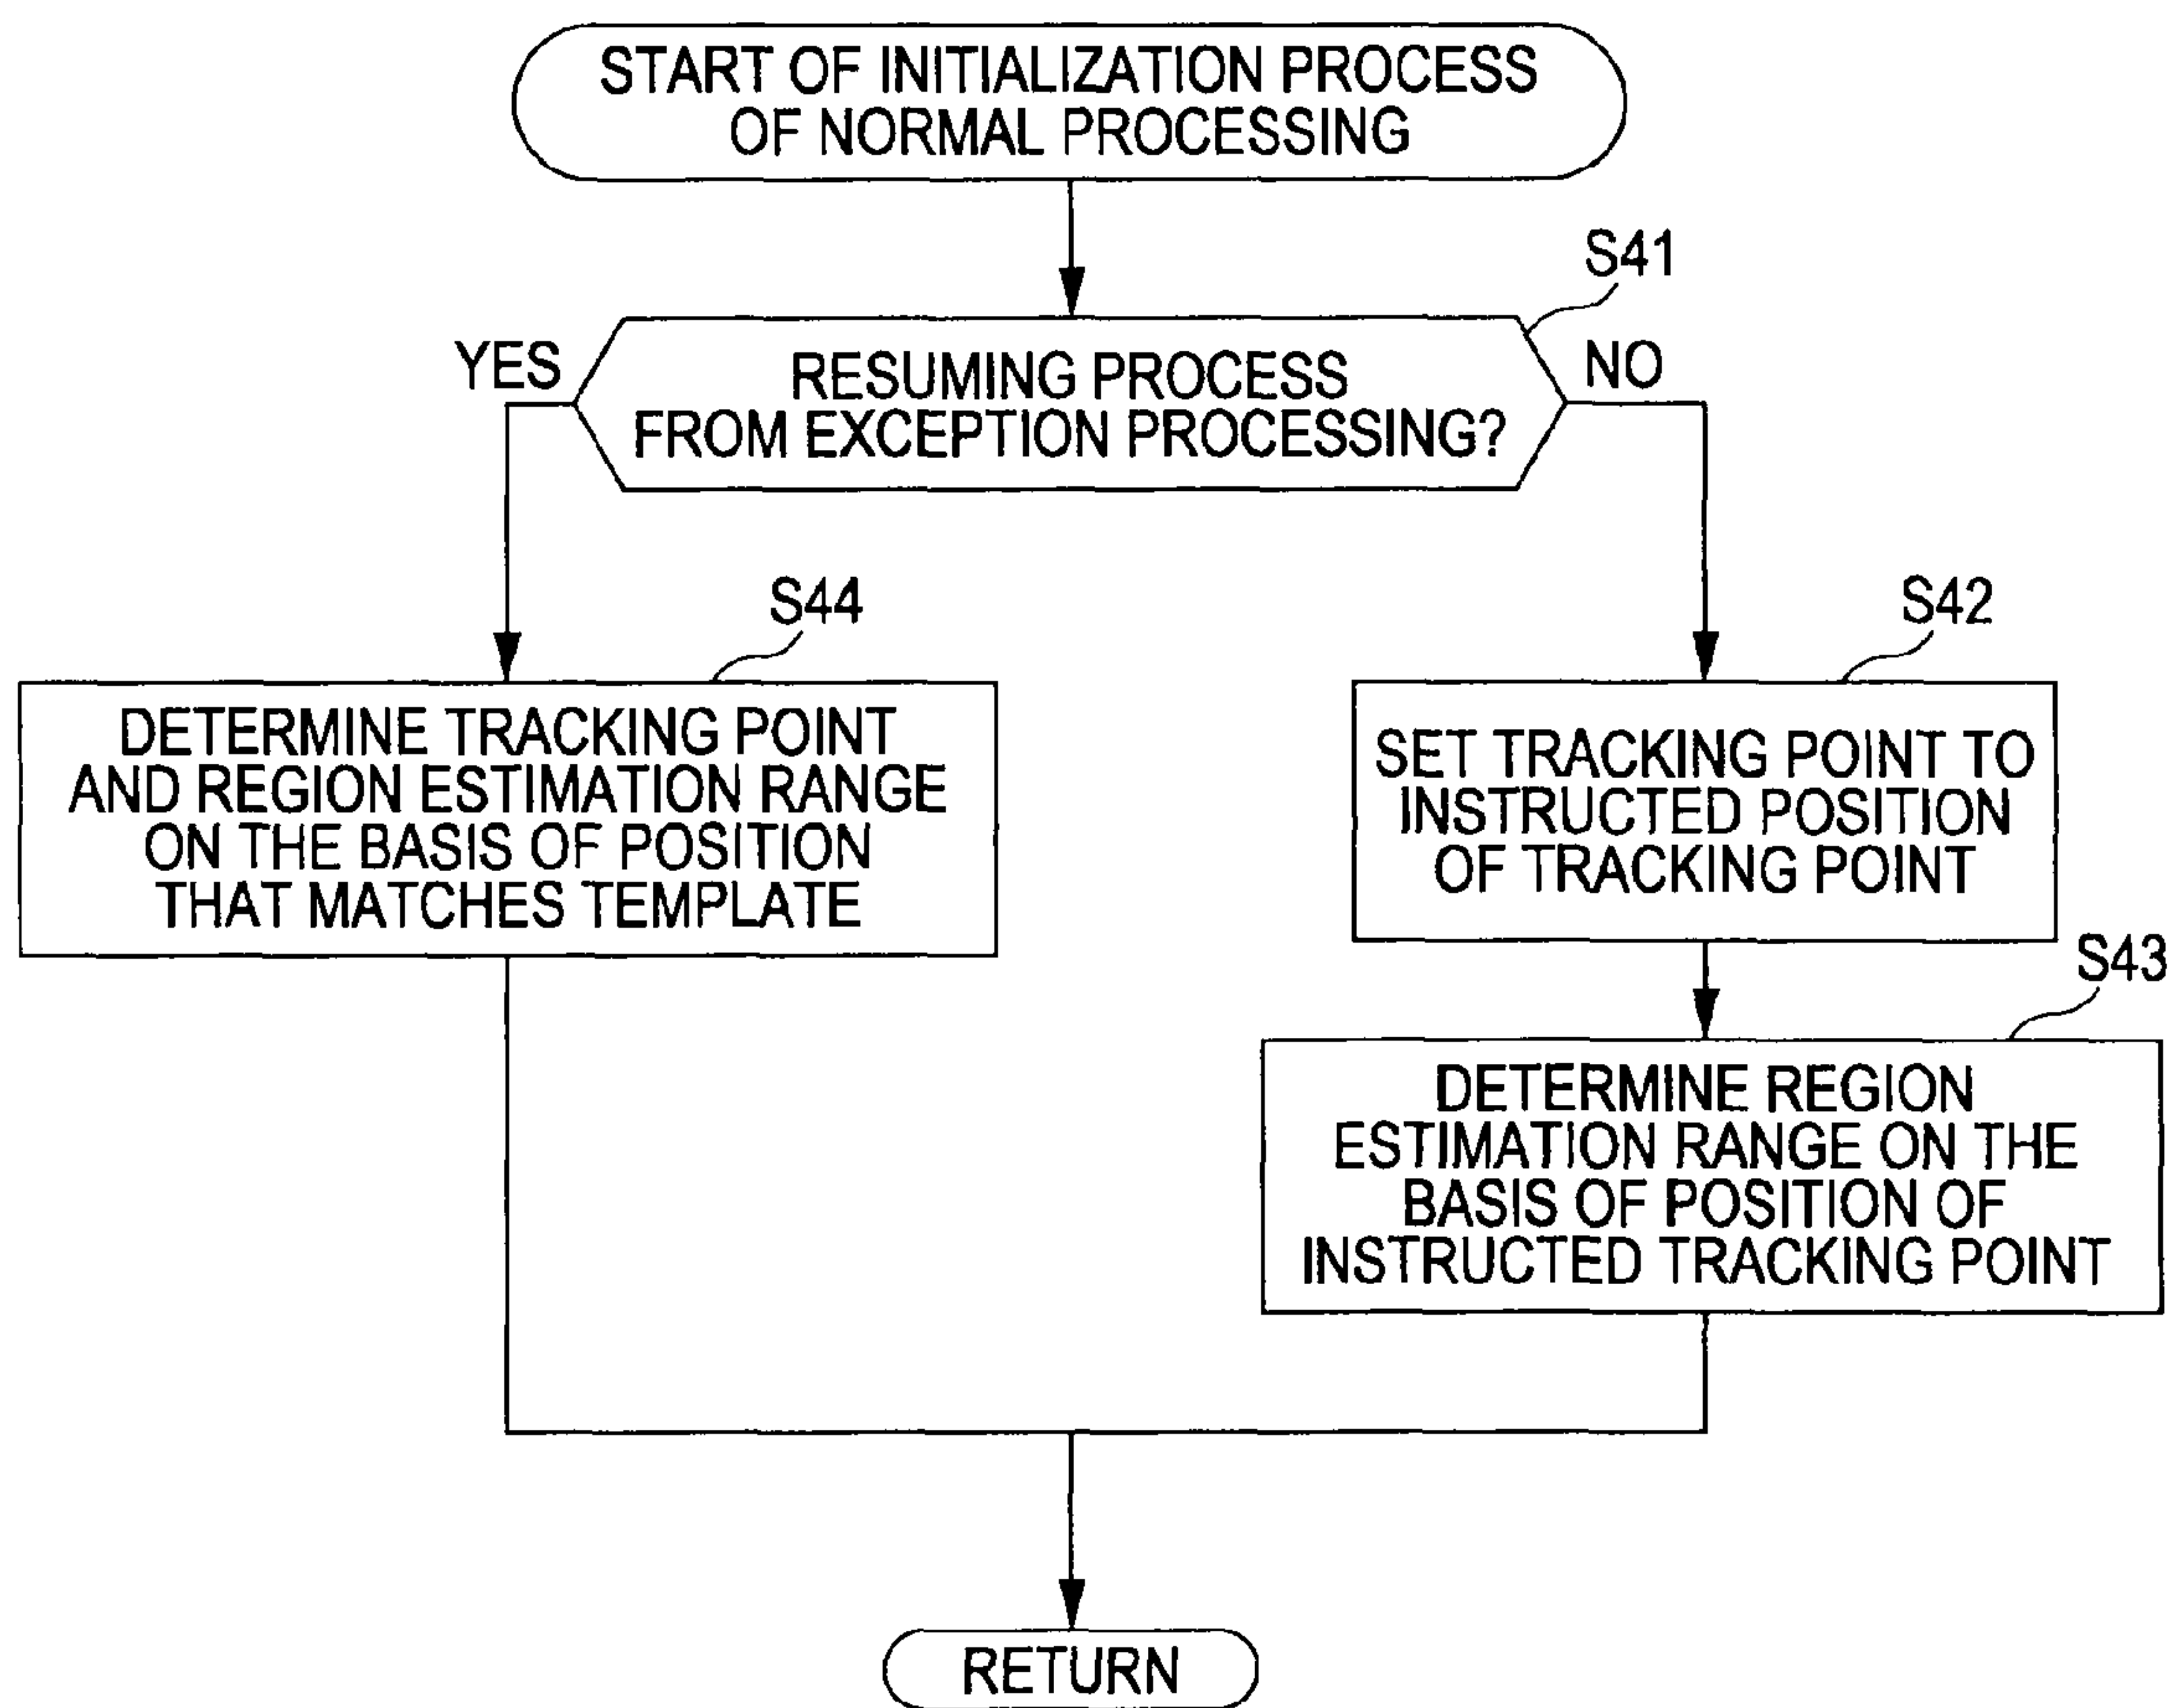 START OF INITIALIZATION PROCESS
OF NORMAL PROCESSING
S41
YES
RESUMING PROCESS
FROM EXCEPTION PROCESSING?
NO
S44
DETERMINE TRACKING POINT
AND REGION ESTIMATION RANGE
ON THE BASIS OF POSITION
THAT MATCHES TEMPLATE
S42
SET TRACKING POINT TO
INSTRUCTED POSITION
OF TRACKING POINT
S43
DETERMINE REGION
ESTIMATION RANGE ON THE
BASIS OF POSITION OF
INSTRUCTED TRACKING POINT
RETURN